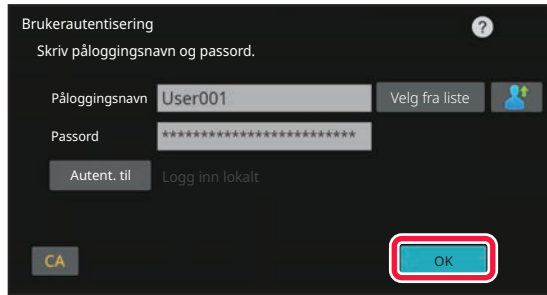 Brukerautentisering
?
Skriv påloggingsnavn og passord.
Påloggingsnavn User001 Velg fra liste
Passord *************************
Autent. til Logg inn lokalt
CA OK